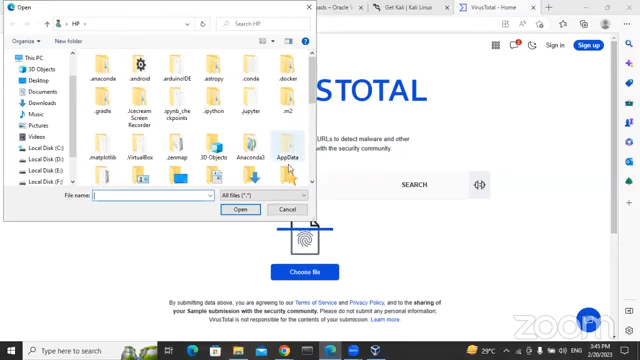 Open
loads - Oracle V
Get Kali | Kali Linux
VirusTotal
HP
Search HP
Organize
New folder
Sign in
Sign up
This PC
3D Objects
Desktop
Documents
Downloads
Music
Pictures
Videos
Local Disk (C:)
Local Disk (D:)
Local Disk (E:)
Local Disk (F:)
.anaconda
.android
.arduinoIDE
.astropy
.conda
.docker
.gradle
.Icecream Screen Recorder
.ipynb_checkpoints
.ipython
.jupyter
.m2
.matplotlib
.VirtualBox
.zenmap
3D Objects
Anaconda3
AppData
File name:
All files (*.*)
Open
Cancel
USTOTAL
URLs to detect malware and other
with the security community.
SEARCH
Choose file
By submitting data above, you are agreeing to our Terms of Service and Privacy Policy, and to the sharing of
your Sample submission with the security community. Please do not submit any personal information;
VirusTotal is not responsible for the contents of your submission. Learn more.
zoom
Type here to search
29°C
3:45 PM
2/20/2023